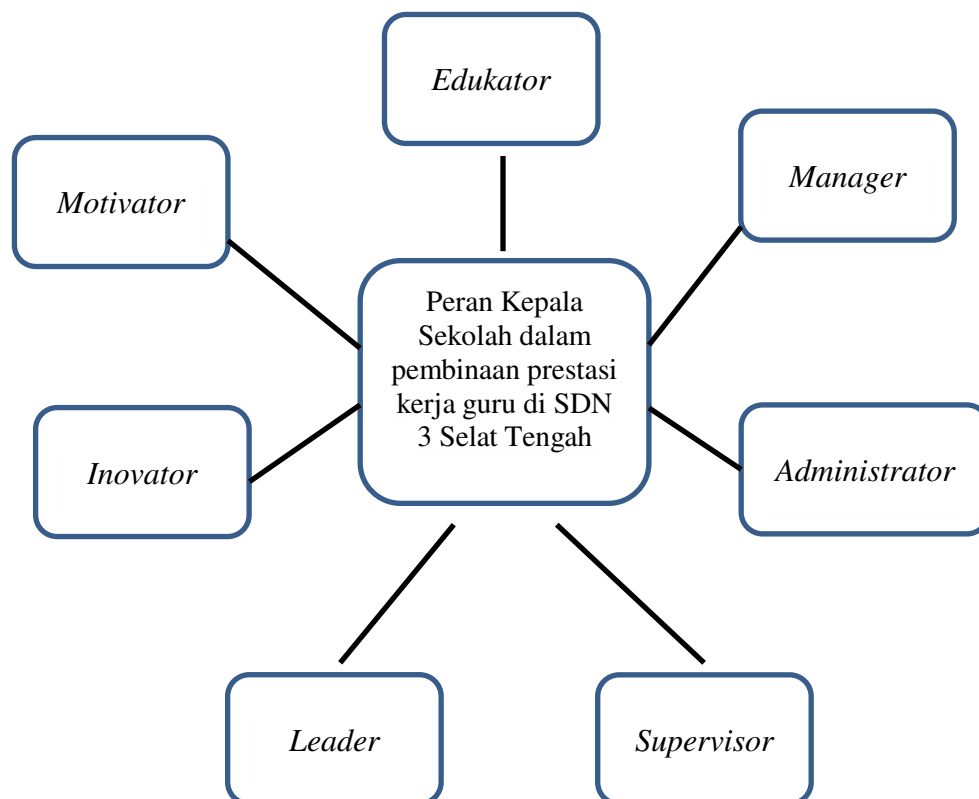 Edukator
Motivator
Manager
Peran Kepala
Sekolah dalam
pembinaan prestasi
kerja guru di SDN
3 Selat Tengah
Inovator
Administrator
Leader
Supervisor